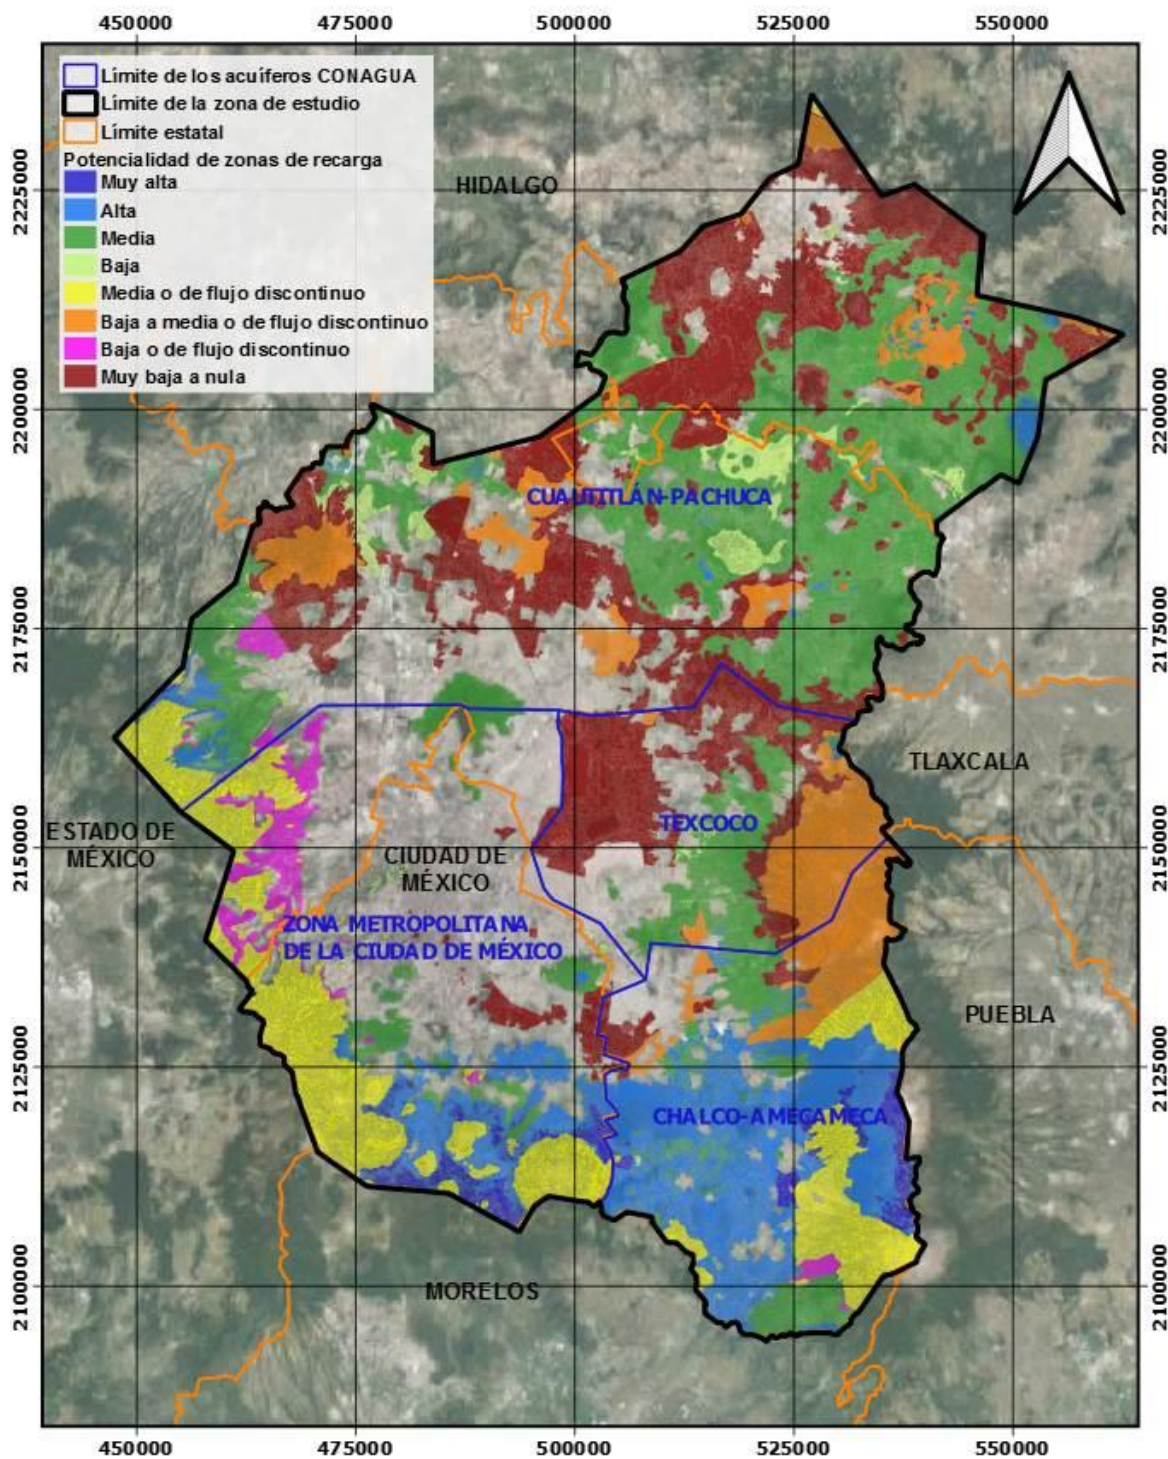 450000 475000 500000 525000 550000
Límite de los acuíferos CONAGUA
Límite de la zona de estudio
Límite estatal
Potencialidad de zonas de recarga
Muy alta
Alta
Media
Baja
Media o de flujo discontinuo
Baja a media o de flujo discontinuo
Baja o de flujo discontinuo
Muy baja a nula
HIDALGO
2225000 2225000
2200000 2200000
CUAUTITLÁN-PACHUCA
2175000 2175000
TLAXCALA
TEXCOCO
ESTADO DE
MÉXICO
2150000 2150000
CIUDAD DE
MÉXICO
ZONA METROPOLITANA
DE LA CIUDAD DE MÉXICO
PUEBLA
2125000 2125000
CHALCO-AMECAMECA
MORELOS
2100000 2100000
450000 475000 500000 525000 550000